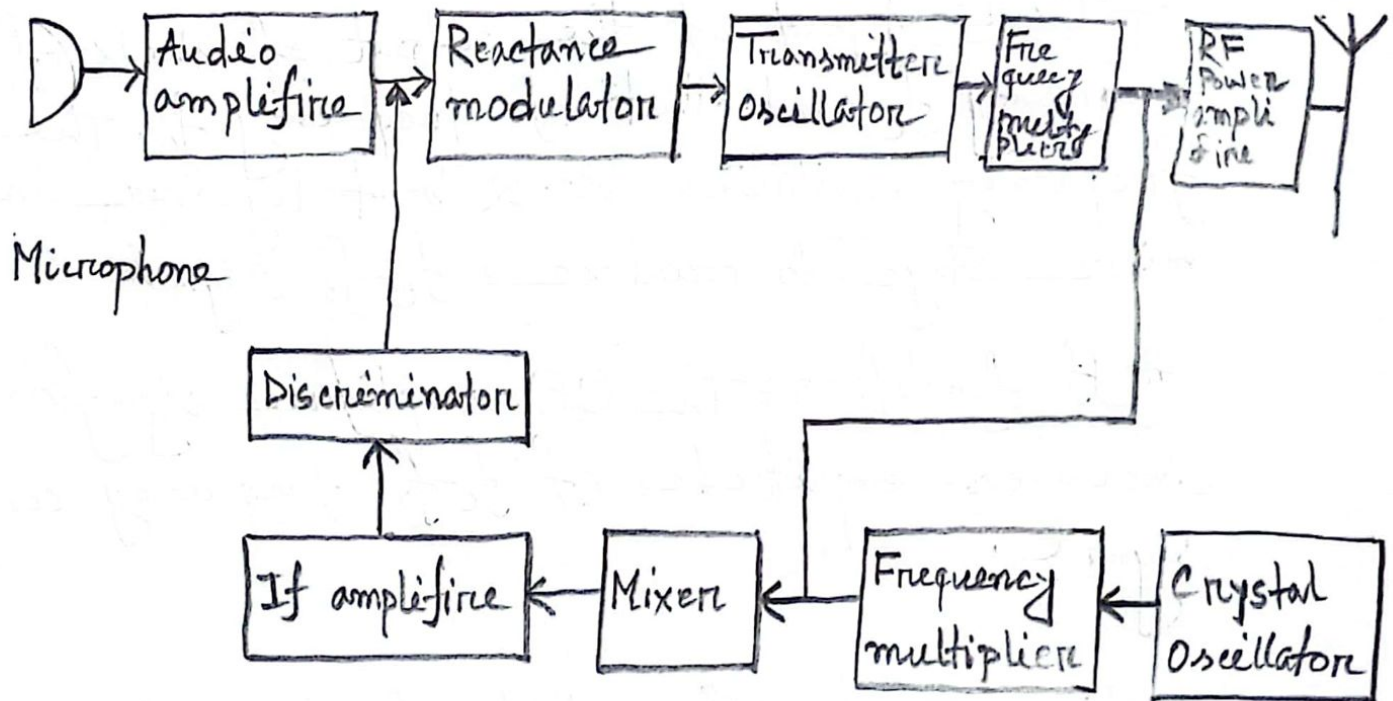 Audio
amplifire
Reactance
modulator
Transmitter
oscillator
Fre
quecy
multi
pliers
RF
Power
ampli
fire
Microphone
Discriminator
If amplifire
Mixer
Frequency
multiplier
Crystal
Oscillator